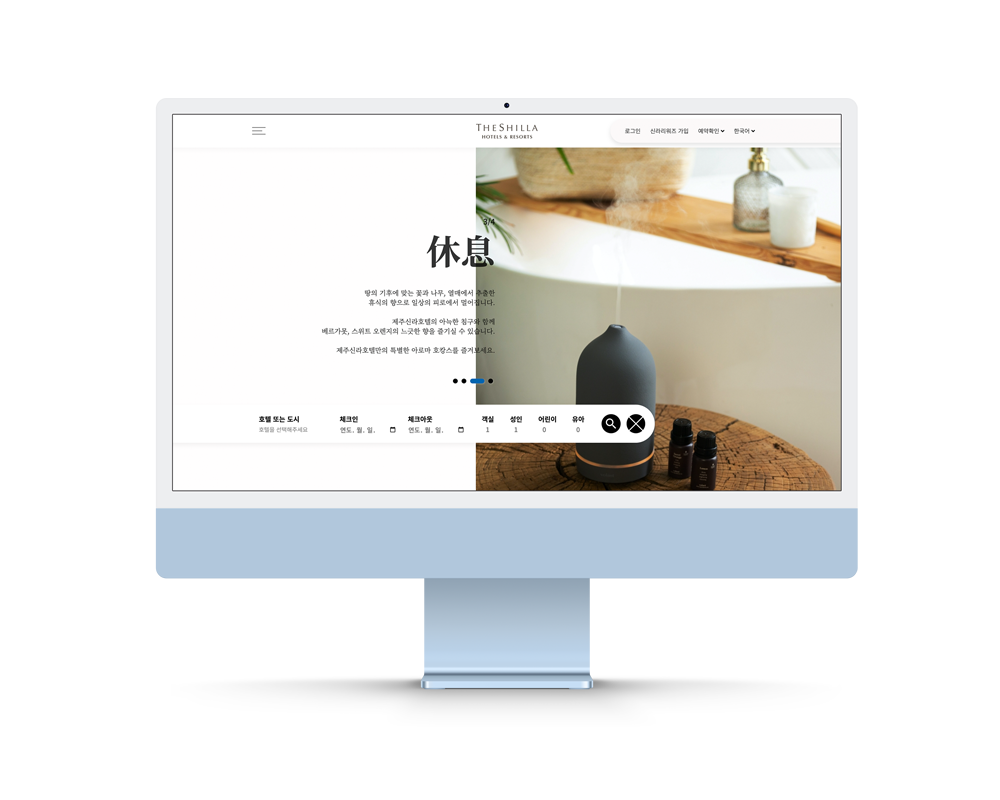 THE SHILLA
HOTELS & RESORTS
로그인 신라리워즈 가입 예약확인 한국어
3/4
休息
땅의 기후에 맞는 꽃과 나무, 열매에서 추출한
휴식의 향으로 일상의 피로에서 멀어집니다.
제주신라호텔의 아늑한 침구와 함께
베르가못, 스위트 오렌지의 느긋한 향을 즐기실 수 있습니다.
제주신라호텔만의 특별한 아로마 호캉스를 즐겨보세요.
호텔 또는 도시 체크인 체크아웃 객실 성인 어린이 유아
호텔을 선택해주세요 연도. 월. 일. 연도. 월. 일. 1 1 0 0